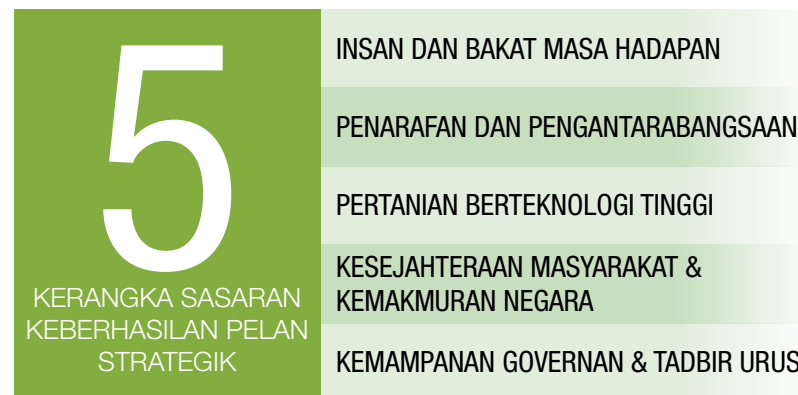 5
KERANGKA SASARAN
KEBERHASILAN PELAN
STRATEGIK
INSAN DAN BAKAT MASA HADAPAN
PENARAFAN DAN PENGANTARABANGSAAN
PERTANIAN BERTEKNOLOGI TINGGI
KESEJAHTERAAN MASYARAKAT &
KEMAKMURAN NEGARA
KEMAMPANAN GOVERNAN & TADBIR URUS